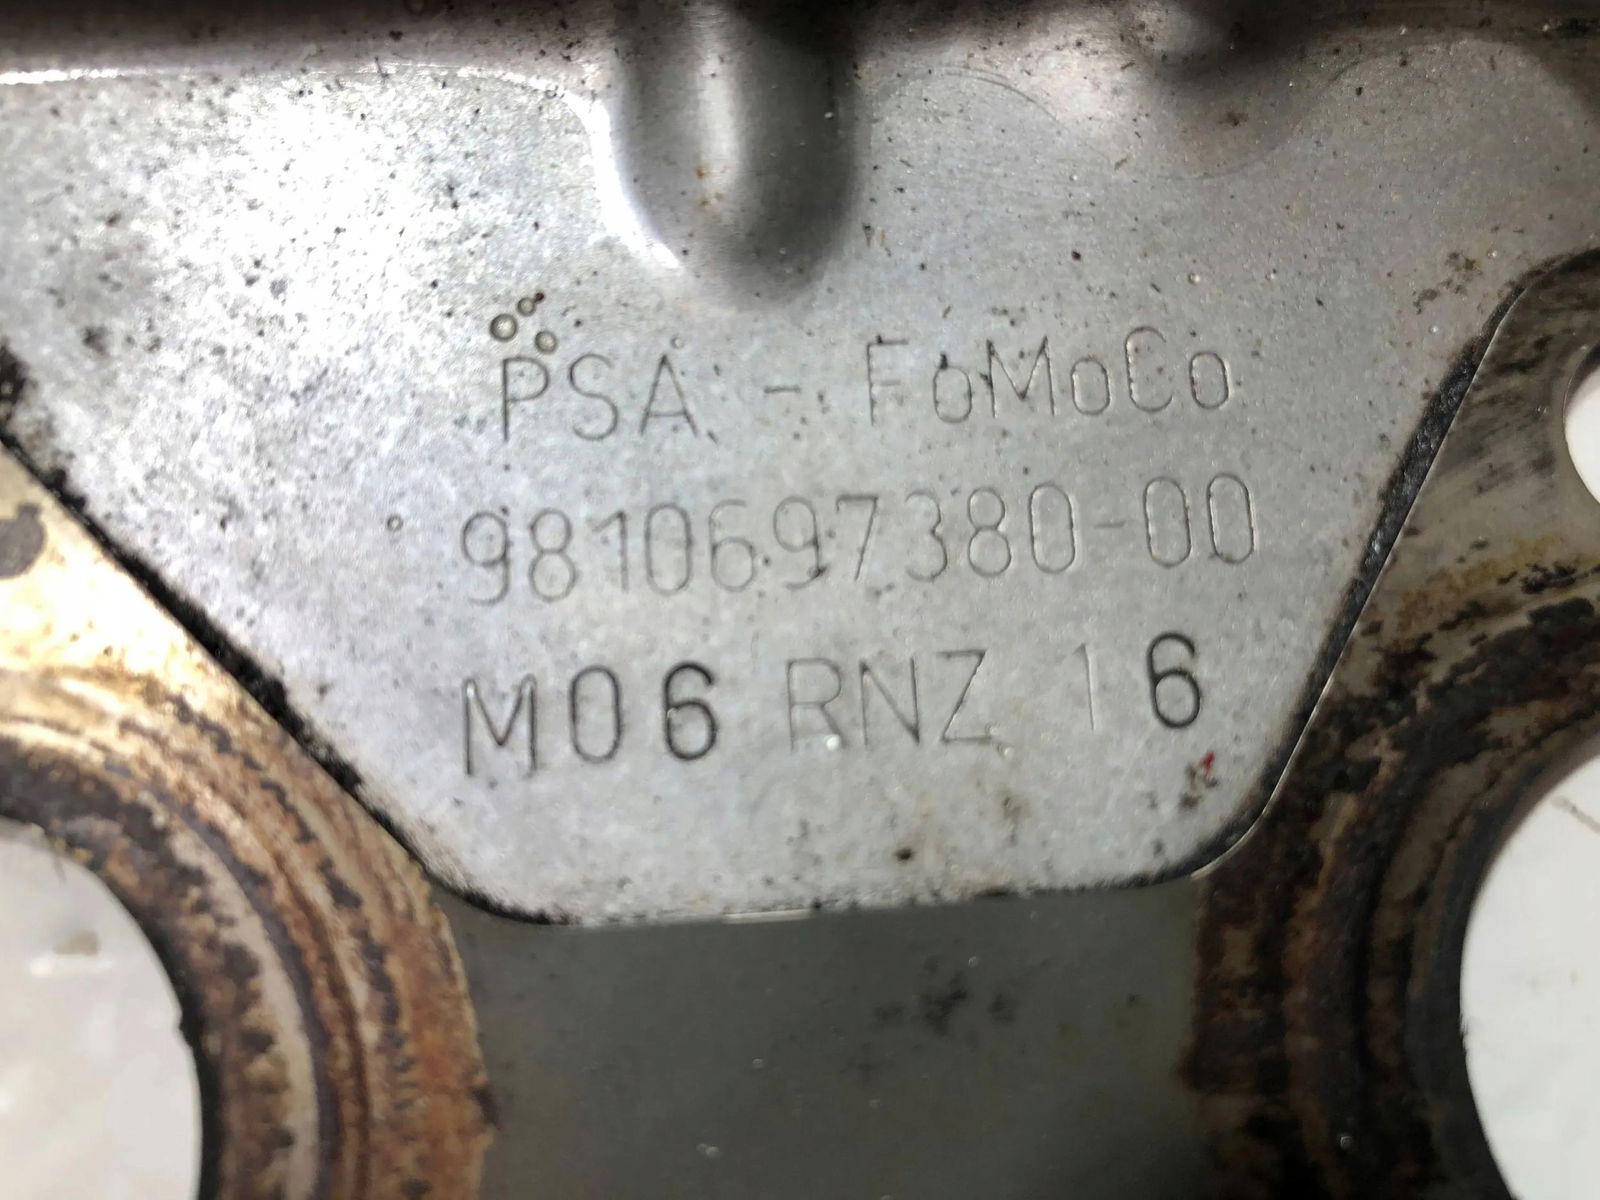 PSA - FoMoCo
9810697380-00
M06 RNZ 16